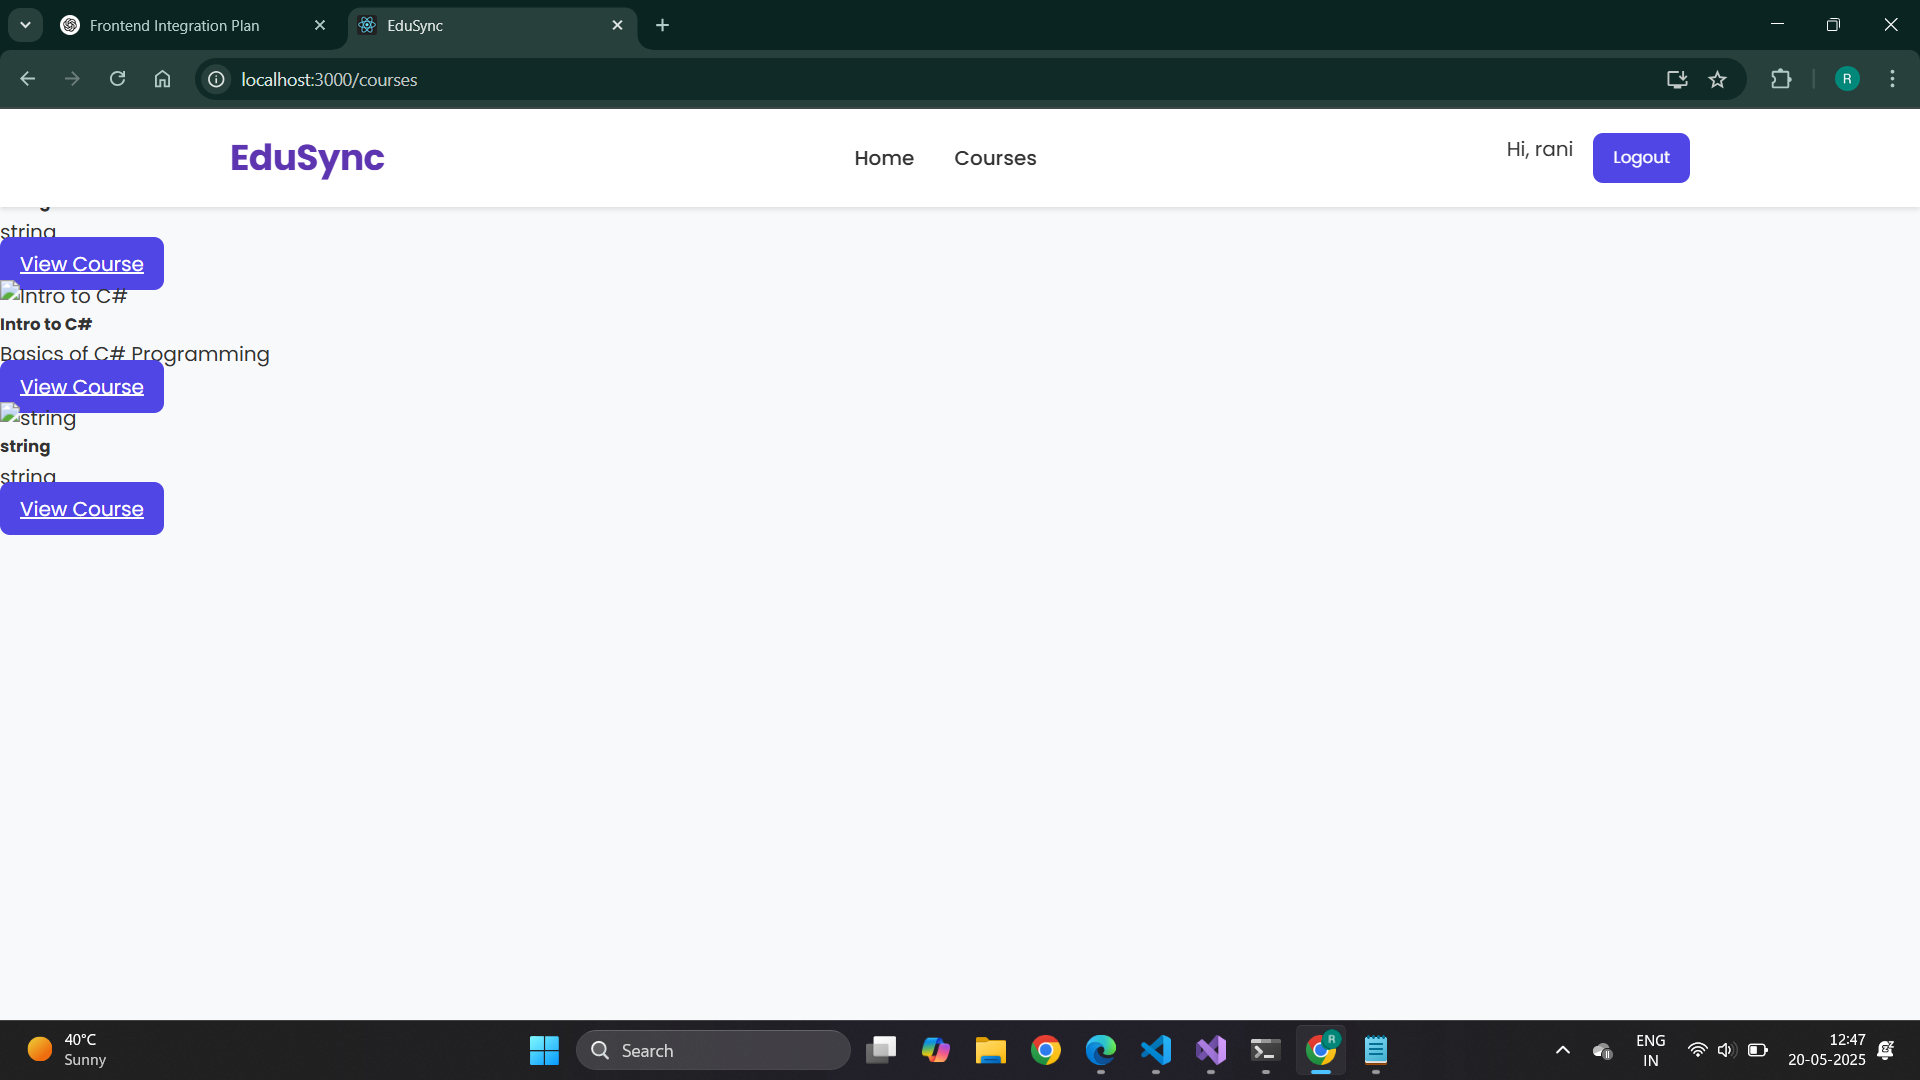 Frontend Integration Plan
EduSync
localhost:3000/courses
R
EduSync
Home
Courses
Hi, rani
Logout
string
View Course
Intro to C#
Intro to C#
Basics of C# Programming
View Course
string
string
string
View Course
40°C
Sunny
Search
R
ENG
IN
12:47
20-05-2025